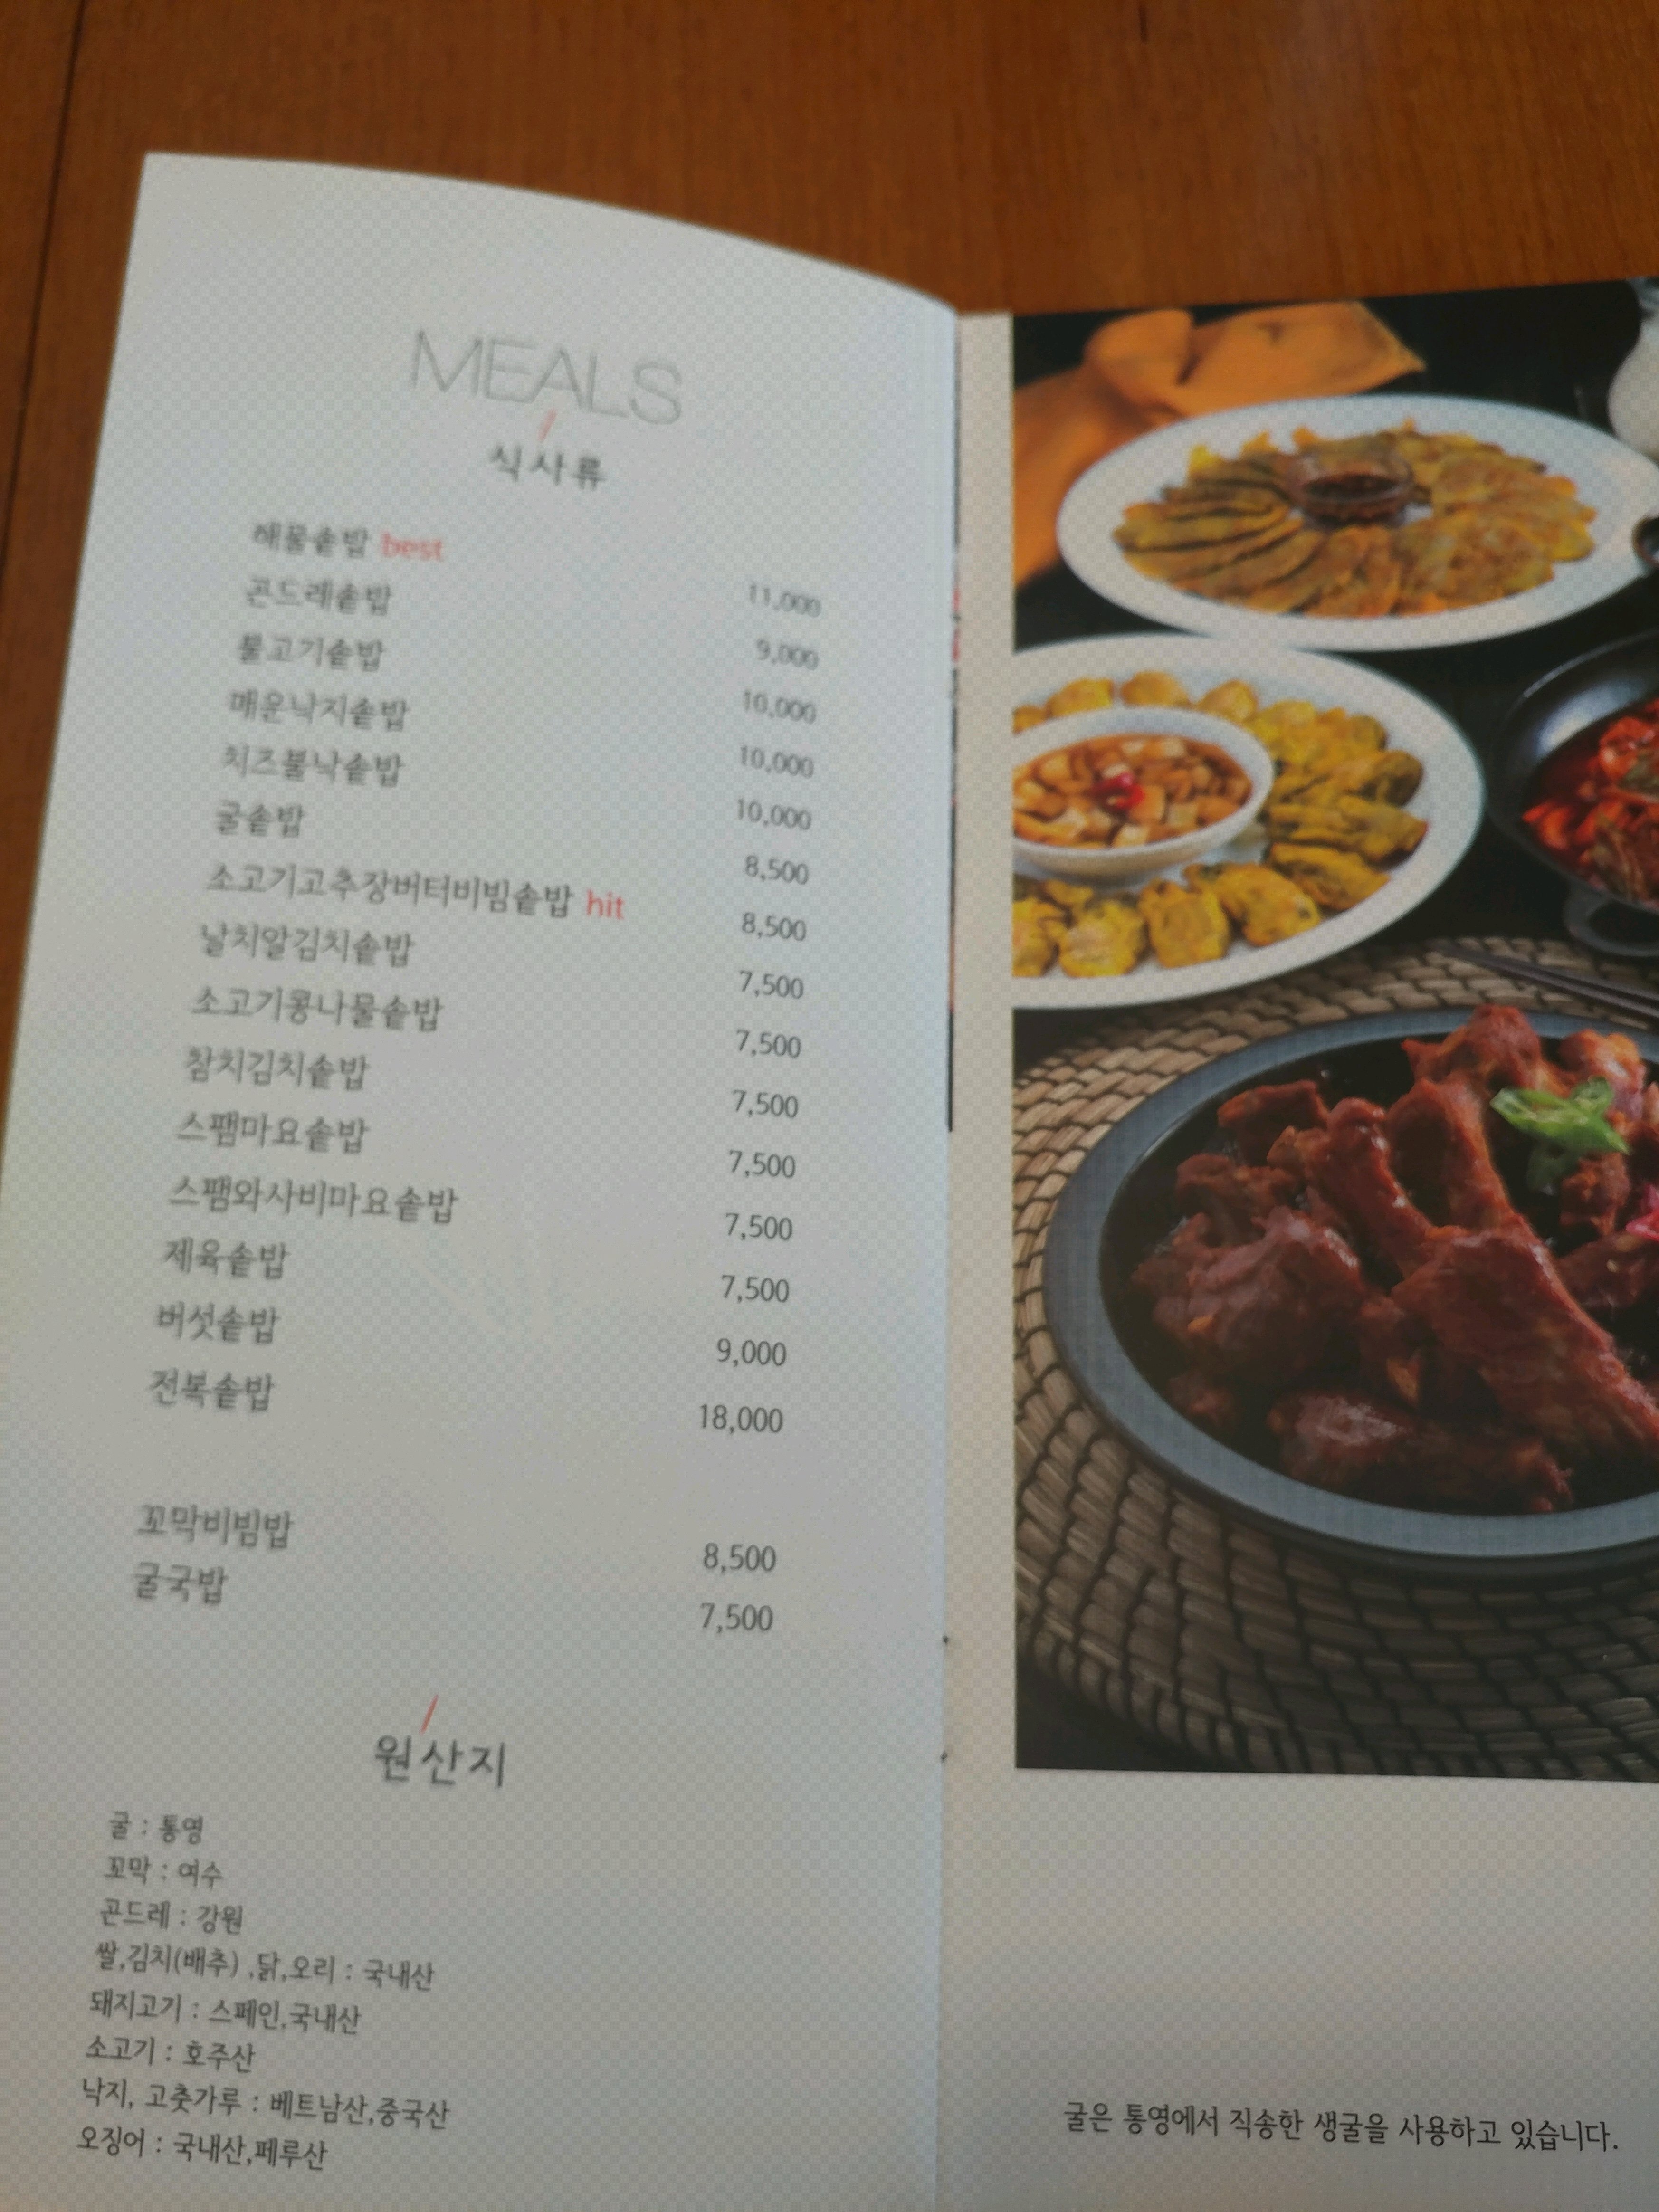 MEALS
식사류
해물솥밥 best 11,000
곤드레솥밥 9,000
불고기솥밥 10,000
매운낙지솥밥 10,000
치즈불낙솥밥 10,000
굴솥밥 8,500
소고기고추장버터비빔솥밥 hit 8,500
날치알김치솥밥 7,500
소고기콩나물솥밥 7,500
참치김치솥밥 7,500
스팸마요솥밥 7,500
스팸와사비마요솥밥 7,500
제육솥밥 7,500
버섯솥밥 9,000
전복솥밥 18,000
꼬막비빔밥 8,500
굴국밥 7,500
원산지
굴 : 통영
꼬막 : 여수
곤드레 : 강원
쌀,김치(배추) ,닭,오리 : 국내산
돼지고기 : 스페인,국내산
소고기 : 호주산
낙지, 고춧가루 : 베트남산,중국산
오징어 : 국내산,페루산
굴은 통영에서 직송한 생굴을 사용하고 있습니다.